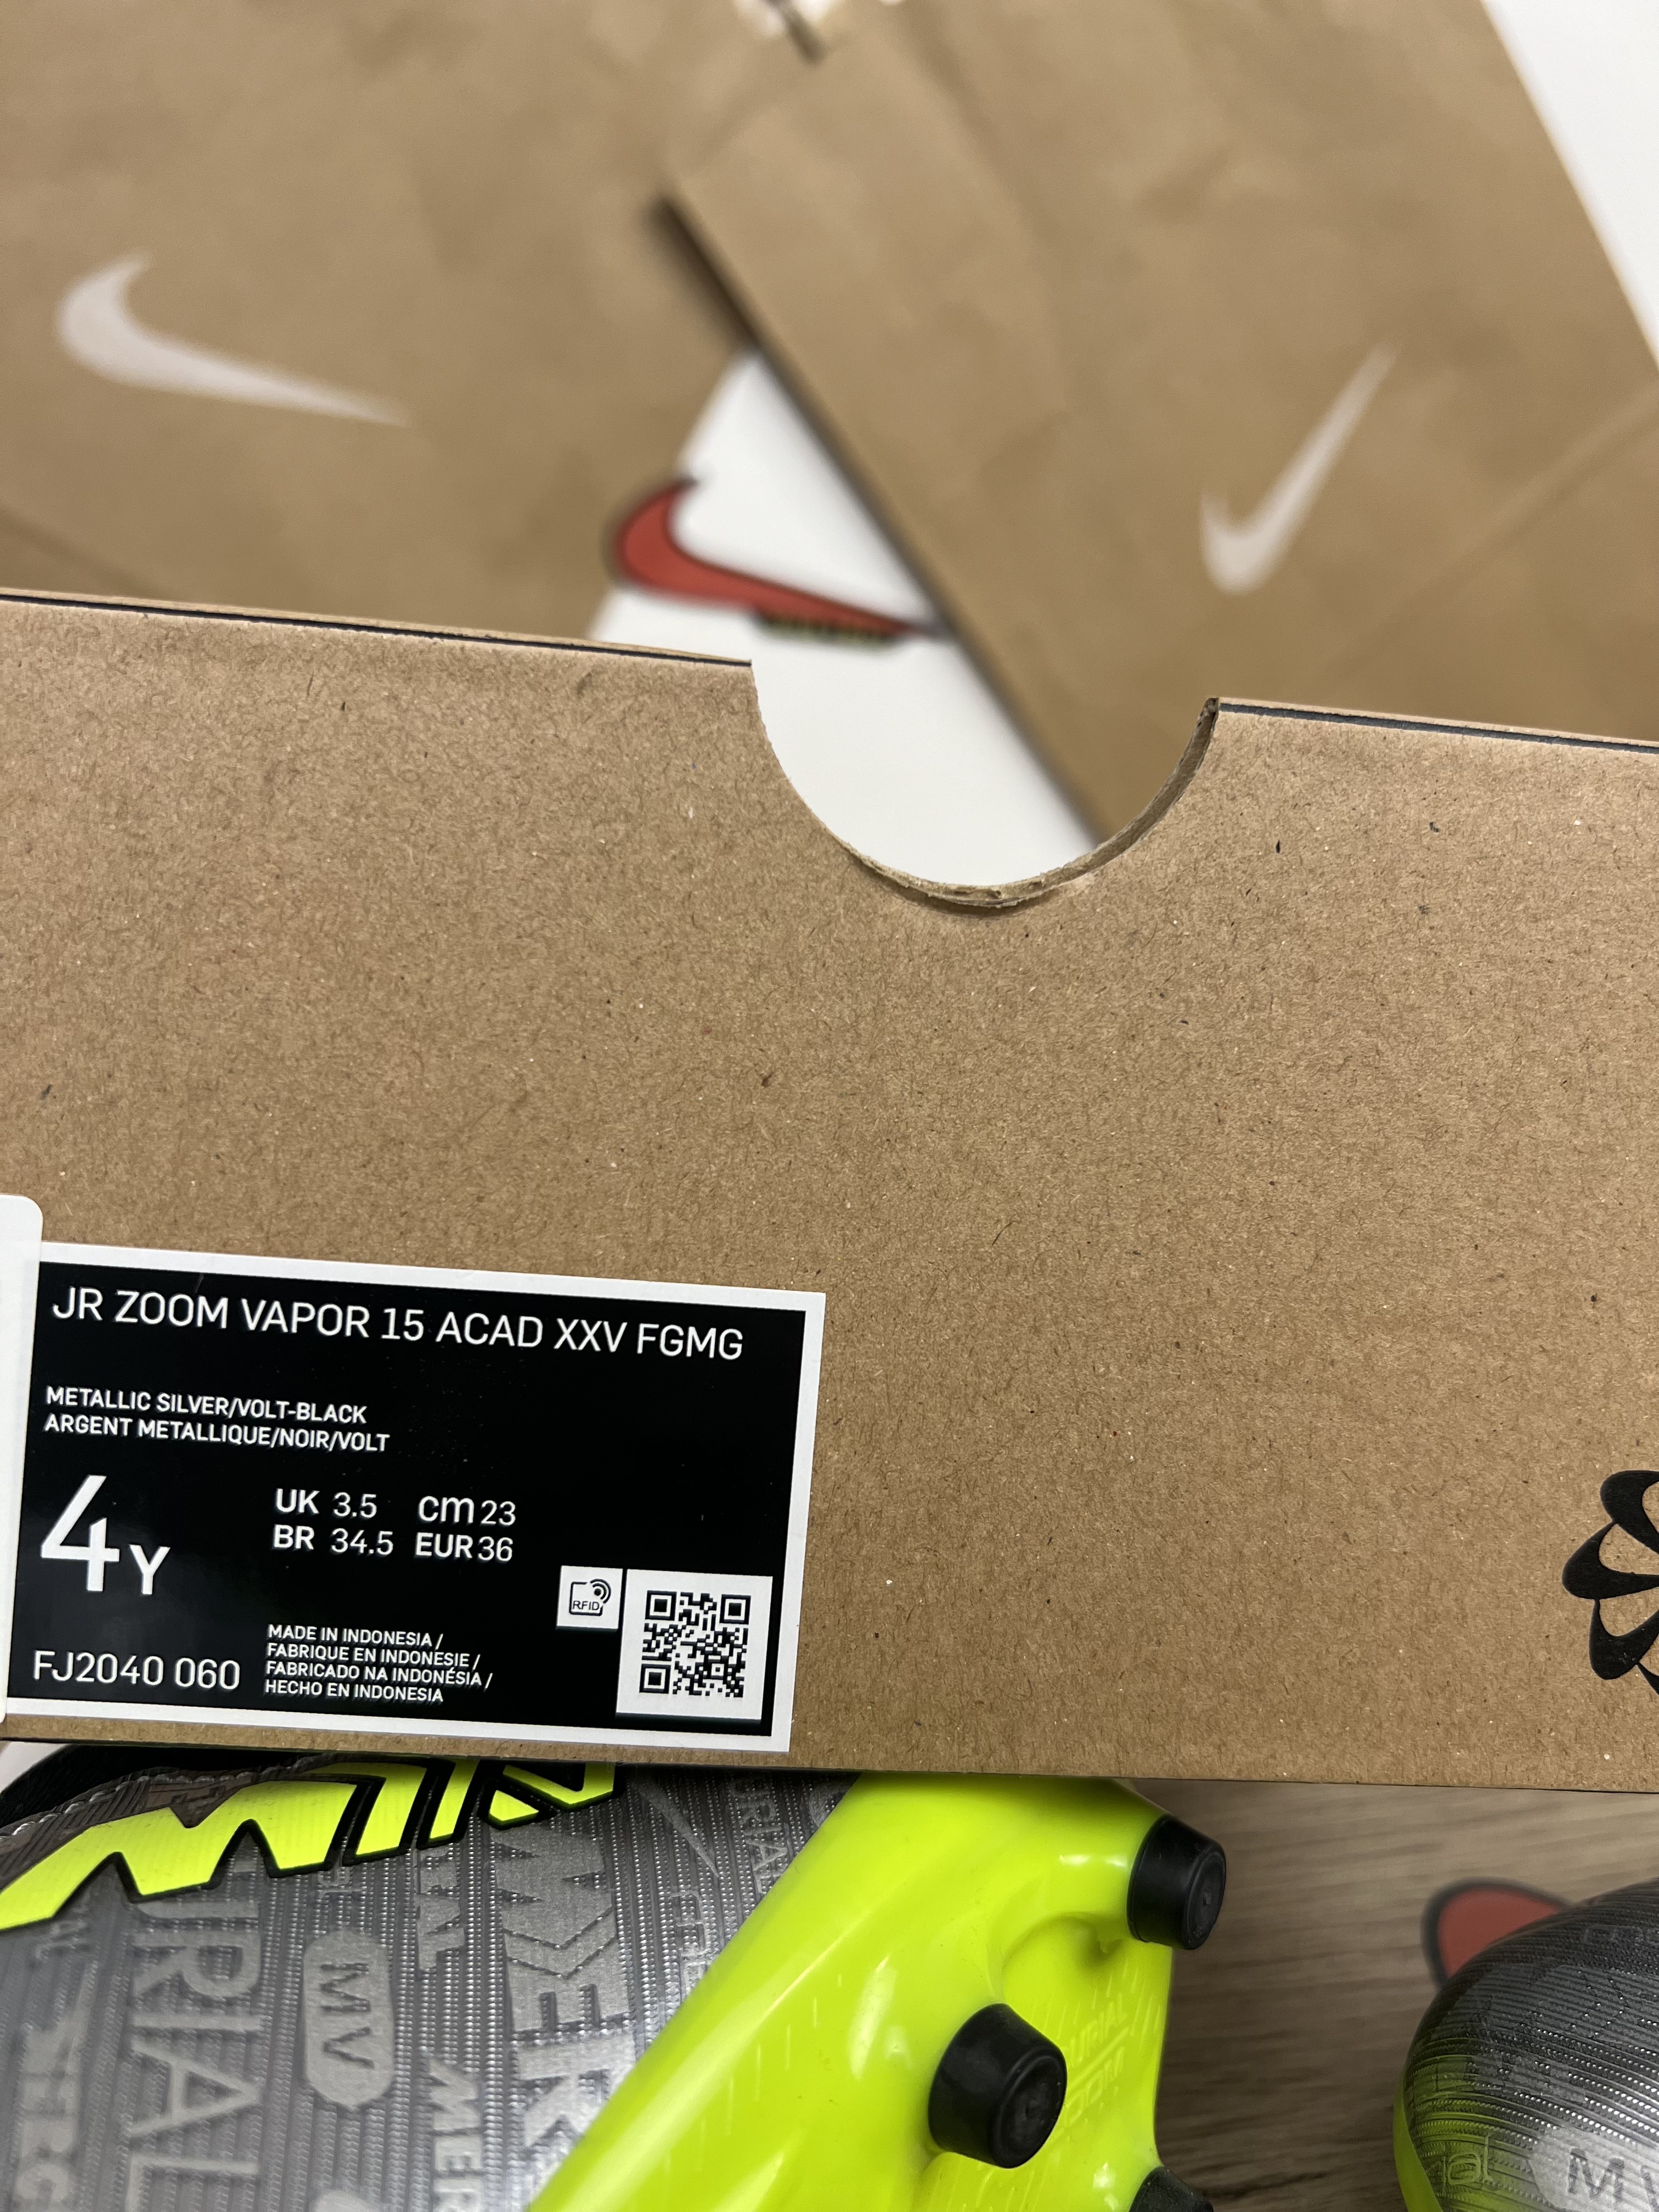 JR ZOOM VAPOR 15 ACAD XXV FGMG
METALLIC SILVER/VOLT-BLACK
ARGENT METALLIQUE/NOIR/VOLT
4Y
UK 3.5 cm 23
BR 34.5 EUR 36
RFID
FJ2040 060
MADE IN INDONESIA /
FABRIQUE EN INDONESIE /
FABRICADO NA INDONÉSIA /
HECHO EN INDONESIA
MV